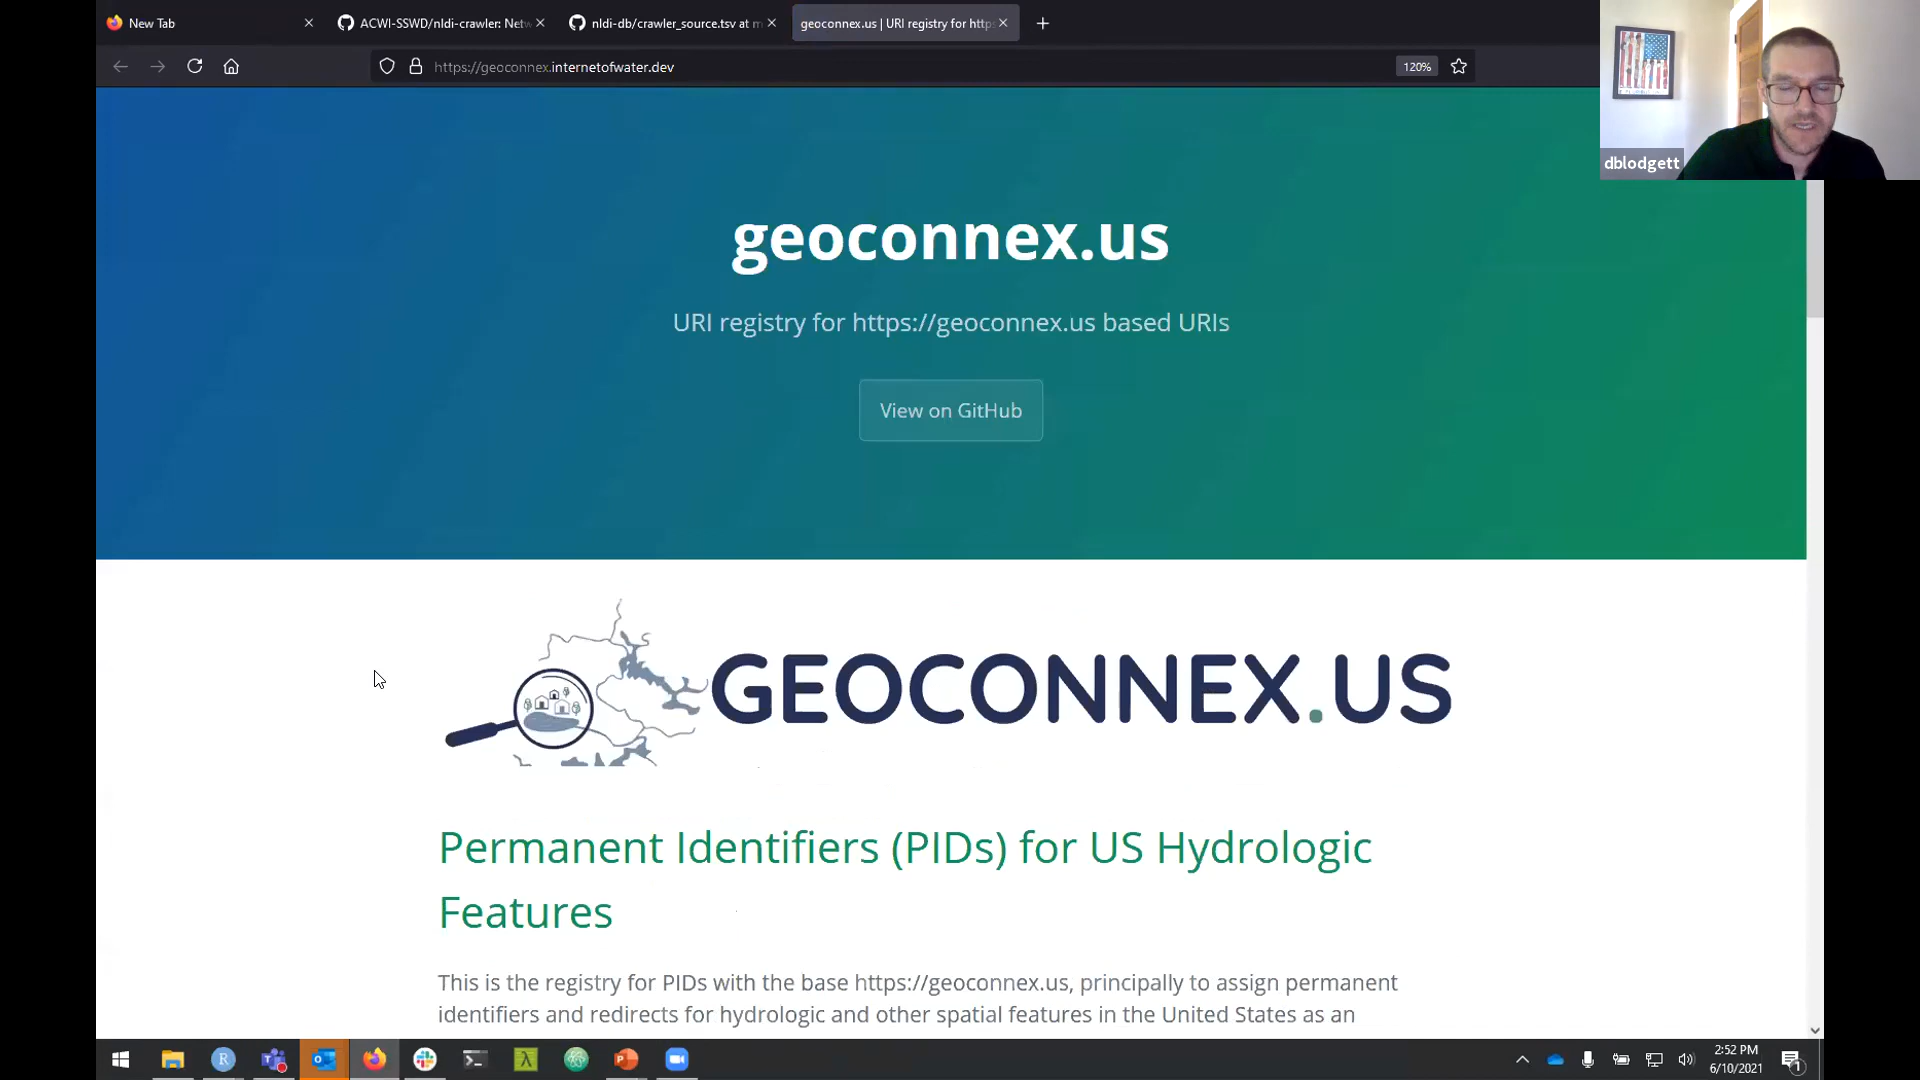 New Tab
ACWI-SSWD/nldi-crawler: Netw
nldi-db/crawler_source.tsv at m
geoconnex.us | URI registry for http
https://geoconnex.internetofwater.dev
120%
dblodgett
geoconnex.us
URI registry for https://geoconnex.us based URIs
View on GitHub
GEOCONNEX.US
Permanent Identifiers (PIDs) for US Hydrologic
Features
This is the registry for PIDs with the base https://geoconnex.us, principally to assign permanent
identifiers and redirects for hydrologic and other spatial features in the United States as an
2:52 PM
6/10/2021
1